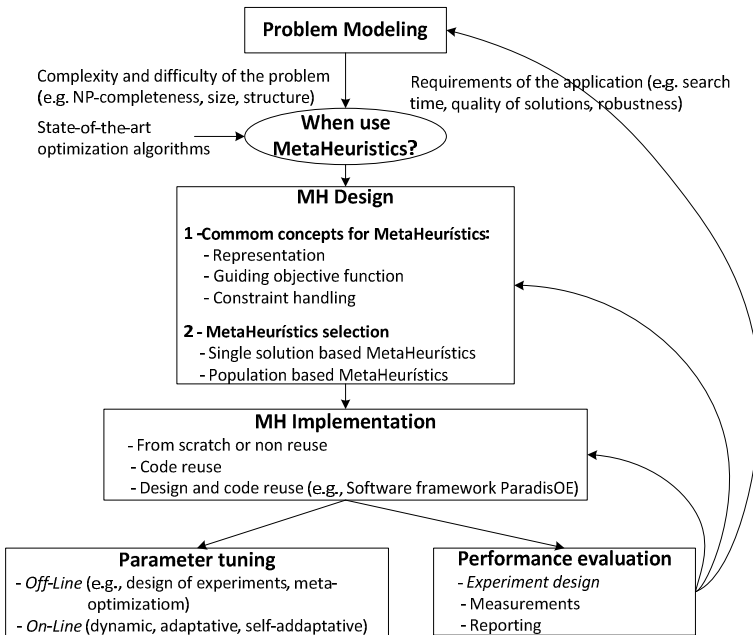 Problem Modeling
Complexity and difficulty of the problem
(e.g. NP-completeness, size, structure)
Requirements of the application (e.g. search
time, quality of solutions, robustness)
State-of-the-art
optimization algorithms
When use
MetaHeuristics?
MH Design
1 -Commom concepts for MetaHeurístics:
- Representation
- Guiding objective function
- Constraint handling
2 - MetaHeurístics selection
- Single solution based MetaHeurístics
- Population based MetaHeurístics
MH Implementation
- From scratch or non reuse
- Code reuse
- Design and code reuse (e.g., Software framework ParadisOE)
Parameter tuning
- Off-Line (e.g., design of experiments, meta-
optimizatiom)
- On-Line (dynamic, adaptative, self-addaptative)
Performance evaluation
- Experiment design
- Measurements
- Reporting